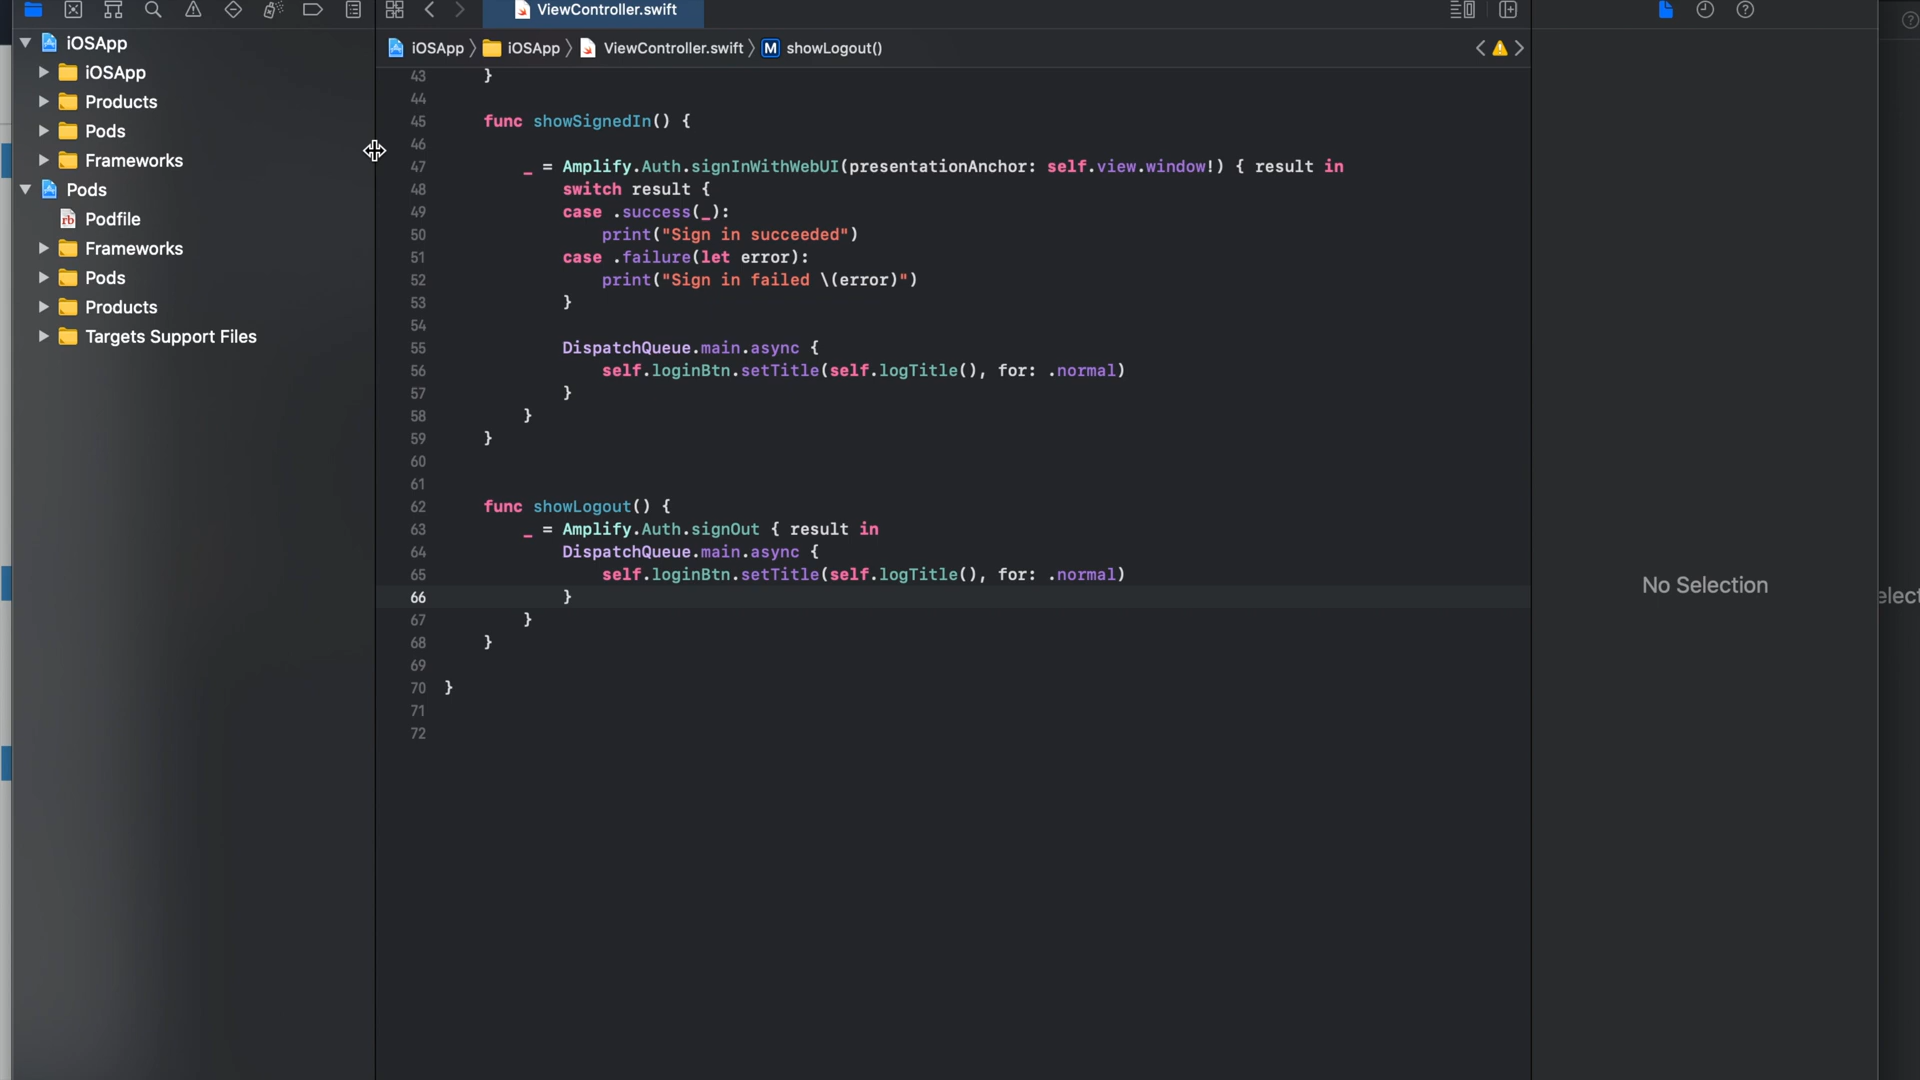 ViewController.swift
iOSApp
iOSApp
Products
Pods
Frameworks
Pods
Podfile
Frameworks
Pods
Products
Targets Support Files
iOSApp 〉 iOSApp 〉 ViewController.swift 〉 M showLogout()
43 }
44
45 func showSignedIn() {
46
47 _ = Amplify.Auth.signInWithWebUI(presentationAnchor: self.view.window!) { result in
48 switch result {
49 case .success(_):
50 print("Sign in succeeded")
51 case .failure(let error):
52 print("Sign in failed \(error)")
53 }
54
55 DispatchQueue.main.async {
56 self.loginBtn.setTitle(self.logTitle(), for: .normal)
57 }
58 }
59 }
60
61
62 func showLogout() {
63 _ = Amplify.Auth.signOut { result in
64 DispatchQueue.main.async {
65 self.loginBtn.setTitle(self.logTitle(), for: .normal)
66 }
67 }
68 }
69
70 }
71
72
No Selection
elect